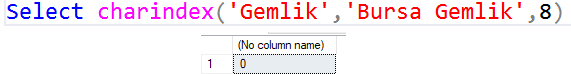 Select charindex('Gemlik','Bursa Gemlik',8)
(No column name)
1 0